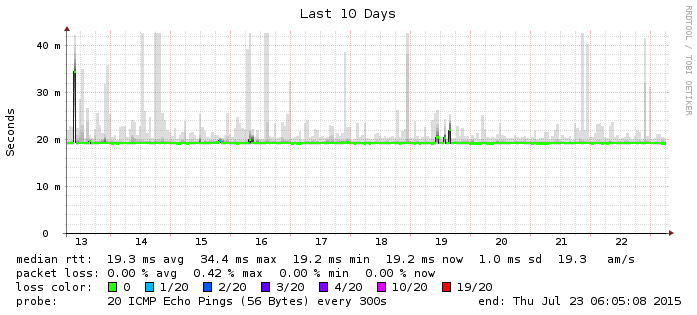 Last 10 Days
RRDTOOL / TOBI OETIKER
Seconds
40 m
30 m
20 m
10 m
0
13 14 15 16 17 18 19 20 21 22
median rtt: 19.3 ms avg 34.4 ms max 19.2 ms min 19.2 ms now 1.0 ms sd 19.3 am/s
packet loss: 0.00 % avg 0.42 % max 0.00 % min 0.00 % now
loss color: 0 1/20 2/20 3/20 4/20 10/20 19/20
probe: 20 ICMP Echo Pings (56 Bytes) every 300s end: Thu Jul 23 06:05:08 2015